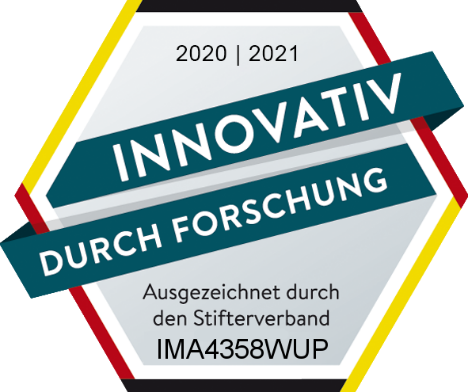 2020 | 2021
INNOVATIV
DURCH FORSCHUNG
Ausgezeichnet durch
den Stifterverband
IMA4358WUP